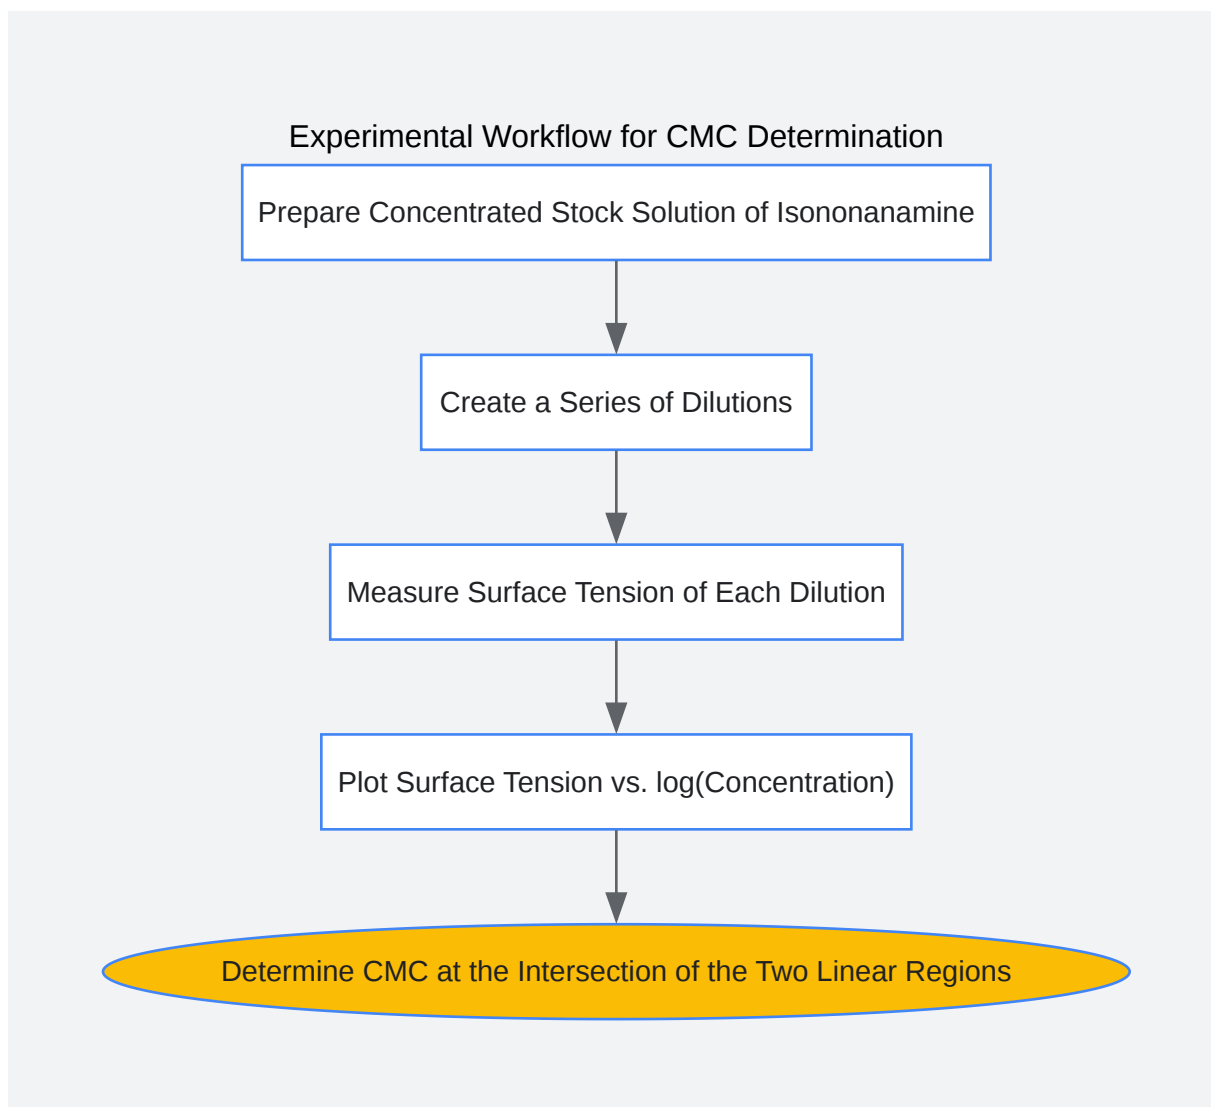 Experimental Workflow for CMC Determination
Prepare Concentrated Stock Solution of Isononanamine
Create a Series of Dilutions
Measure Surface Tension of Each Dilution
Plot Surface Tension vs. log(Concentration)
Determine CMC at the Intersection of the Two Linear Regions